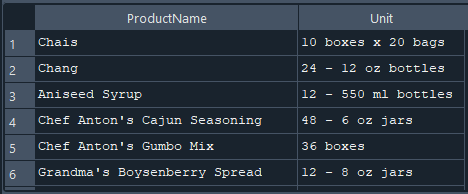 ProductName Unit
1 Chais 10 boxes x 20 bags
2 Chang 24 - 12 oz bottles
3 Aniseed Syrup 12 - 550 ml bottles
4 Chef Anton's Cajun Seasoning 48 - 6 oz jars
5 Chef Anton's Gumbo Mix 36 boxes
6 Grandma's Boysenberry Spread 12 - 8 oz jars